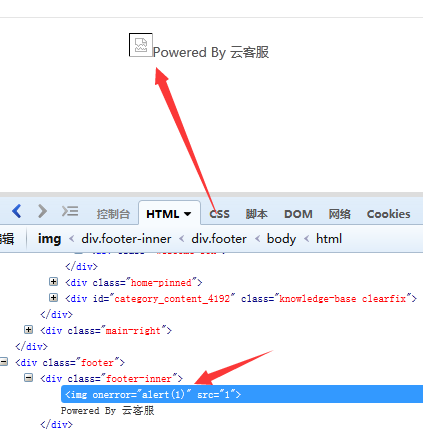 Powered By 云客服
控制台 HTML CSS 脚本 DOM 网络 Cookies
编辑 img < div.footer-inner < div.footer < body < html
</div>
<div class="home-pinned">
<div id="category_content_4192" class="knowledge-base clearfix">
</div>
<div class="main-right">
</div>
<div class="footer">
<div class="footer-inner">
<img onerror="alert(1)" src="1">
Powered By 云客服
</div>